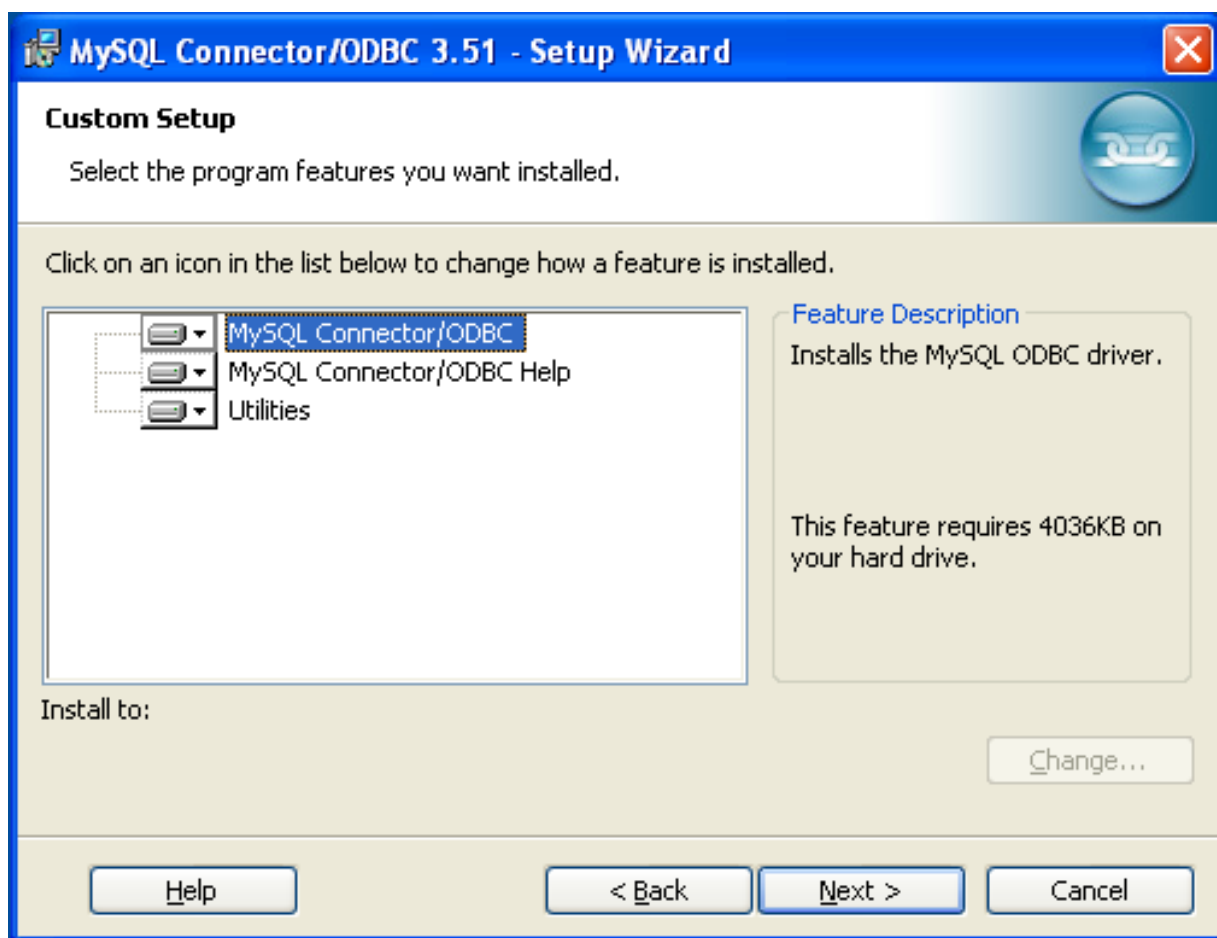 MySQL Connector/ODBC 3.51 - Setup Wizard
Custom Setup
Select the program features you want installed.
Click on an icon in the list below to change how a feature is installed.
MySQL Connector/ODBC
MySQL Connector/ODBC Help
Utilities
Feature Description
Installs the MySQL ODBC driver.
This feature requires 4036KB on
your hard drive.
Install to:
Change...
Help
< Back
Next >
Cancel